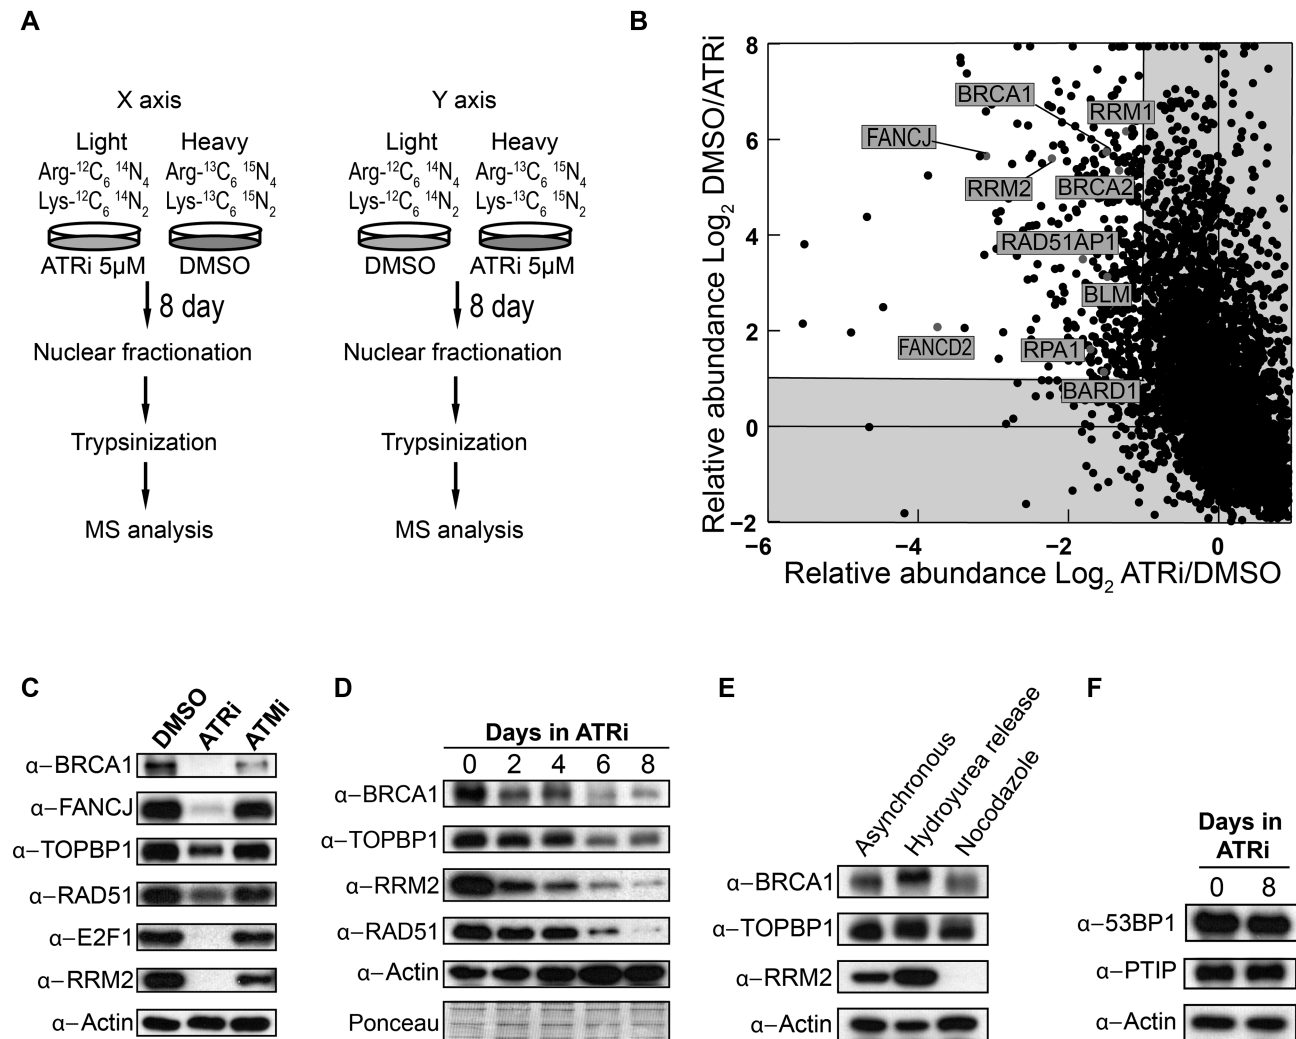 A
X axis
Light Heavy
Arg-¹²C₆ ¹⁴N₄ Arg-¹³C₆ ¹⁵N₄
Lys-¹²C₆ ¹⁴N₂ Lys-¹³C₆ ¹⁵N₂
ATRi 5μM DMSO
8 day
Nuclear fractionation
Trypsinization
MS analysis
Y axis
Light Heavy
Arg-¹²C₆ ¹⁴N₄ Arg-¹³C₆ ¹⁵N₄
Lys-¹²C₆ ¹⁴N₂ Lys-¹³C₆ ¹⁵N₂
DMSO ATRi 5μM
8 day
Nuclear fractionation
Trypsinization
MS analysis
B
Relative abundance Log₂ DMSO/ATRi
8
6
4
2
0
−2
BRCA1
RRM1
FANCJ
RRM2
BRCA2
RAD51AP1
BLM
FANCD2
RPA1
BARD1
−6 −4 −2 0
Relative abundance Log₂ ATRi/DMSO
C
DMSO ATRi ATMi
α−BRCA1
α−FANCJ
α−TOPBP1
α−RAD51
α−E2F1
α−RRM2
α−Actin
D
Days in ATRi
0 2 4 6 8
α−BRCA1
α−TOPBP1
α−RRM2
α−RAD51
α−Actin
Ponceau
E
Asynchronous
Hydroyurea release
Nocodazole
α−BRCA1
α−TOPBP1
α−RRM2
α−Actin
F
Days in
ATRi
0 8
α−53BP1
α−PTIP
α−Actin